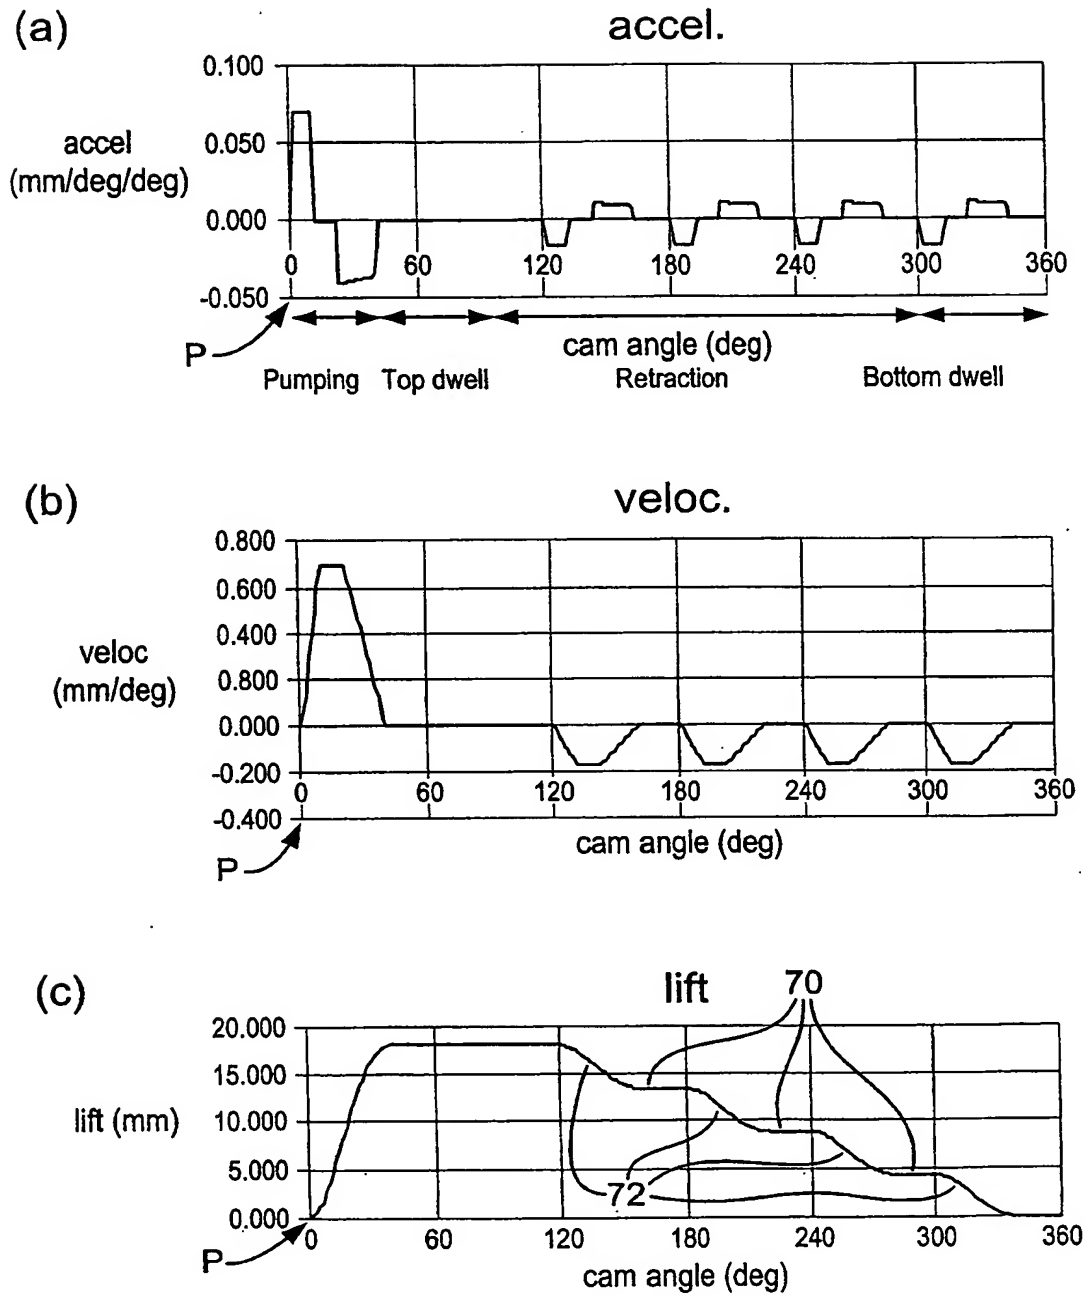 (a)
accel.
accel
(mm/deg/deg)
0.100
0.050
0.000
-0.050
0 60 120 180 240 300 360
P
cam angle (deg)
Pumping Top dwell Retraction Bottom dwell
(b)
veloc.
veloc
(mm/deg)
0.800
0.600
0.400
0.800
0.000
-0.200
-0.400
0 60 120 180 240 300 360
cam angle (deg)
P
(c)
lift
70
lift (mm)
20.000
15.000
10.000
5.000
0.000
72
0 60 120 180 240 300 360
P
cam angle (deg)